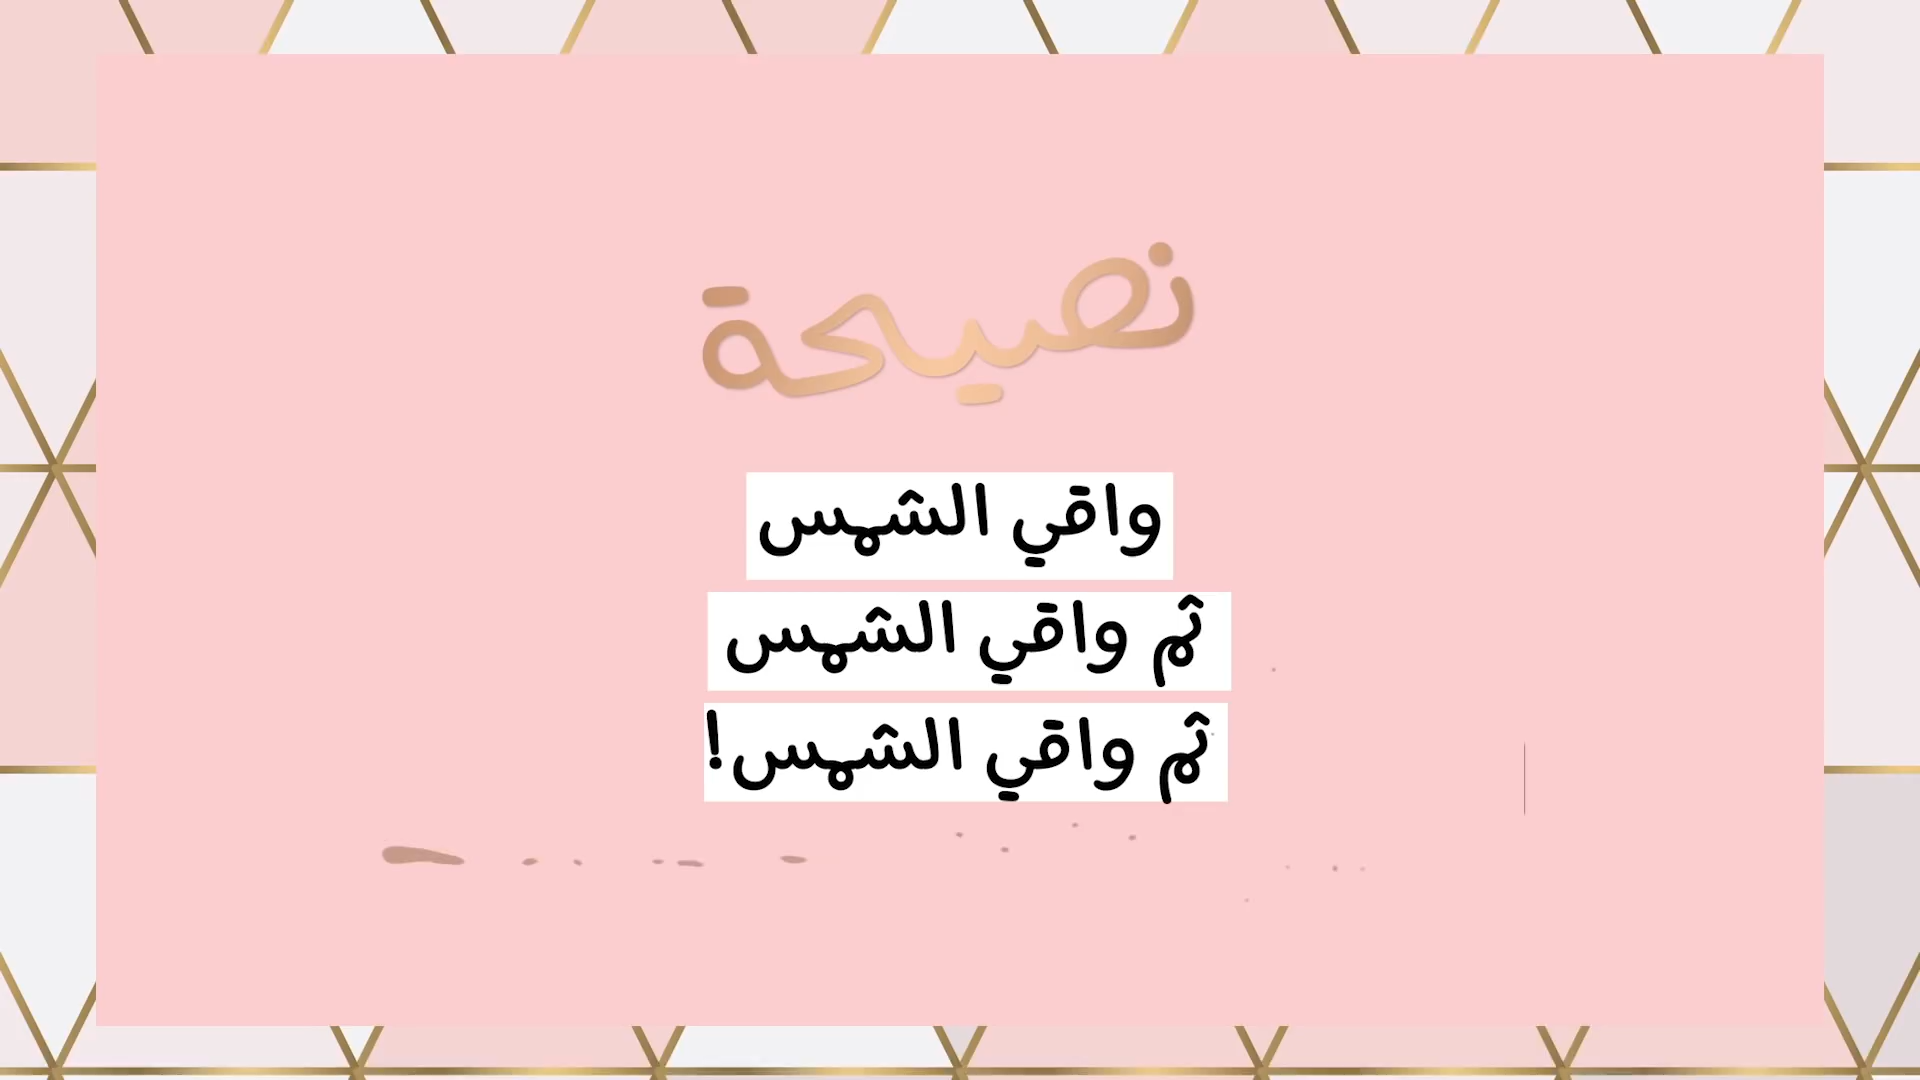 نصيحة
واقي الشمس
ثم واقي الشمس
ثم واقي الشمس!